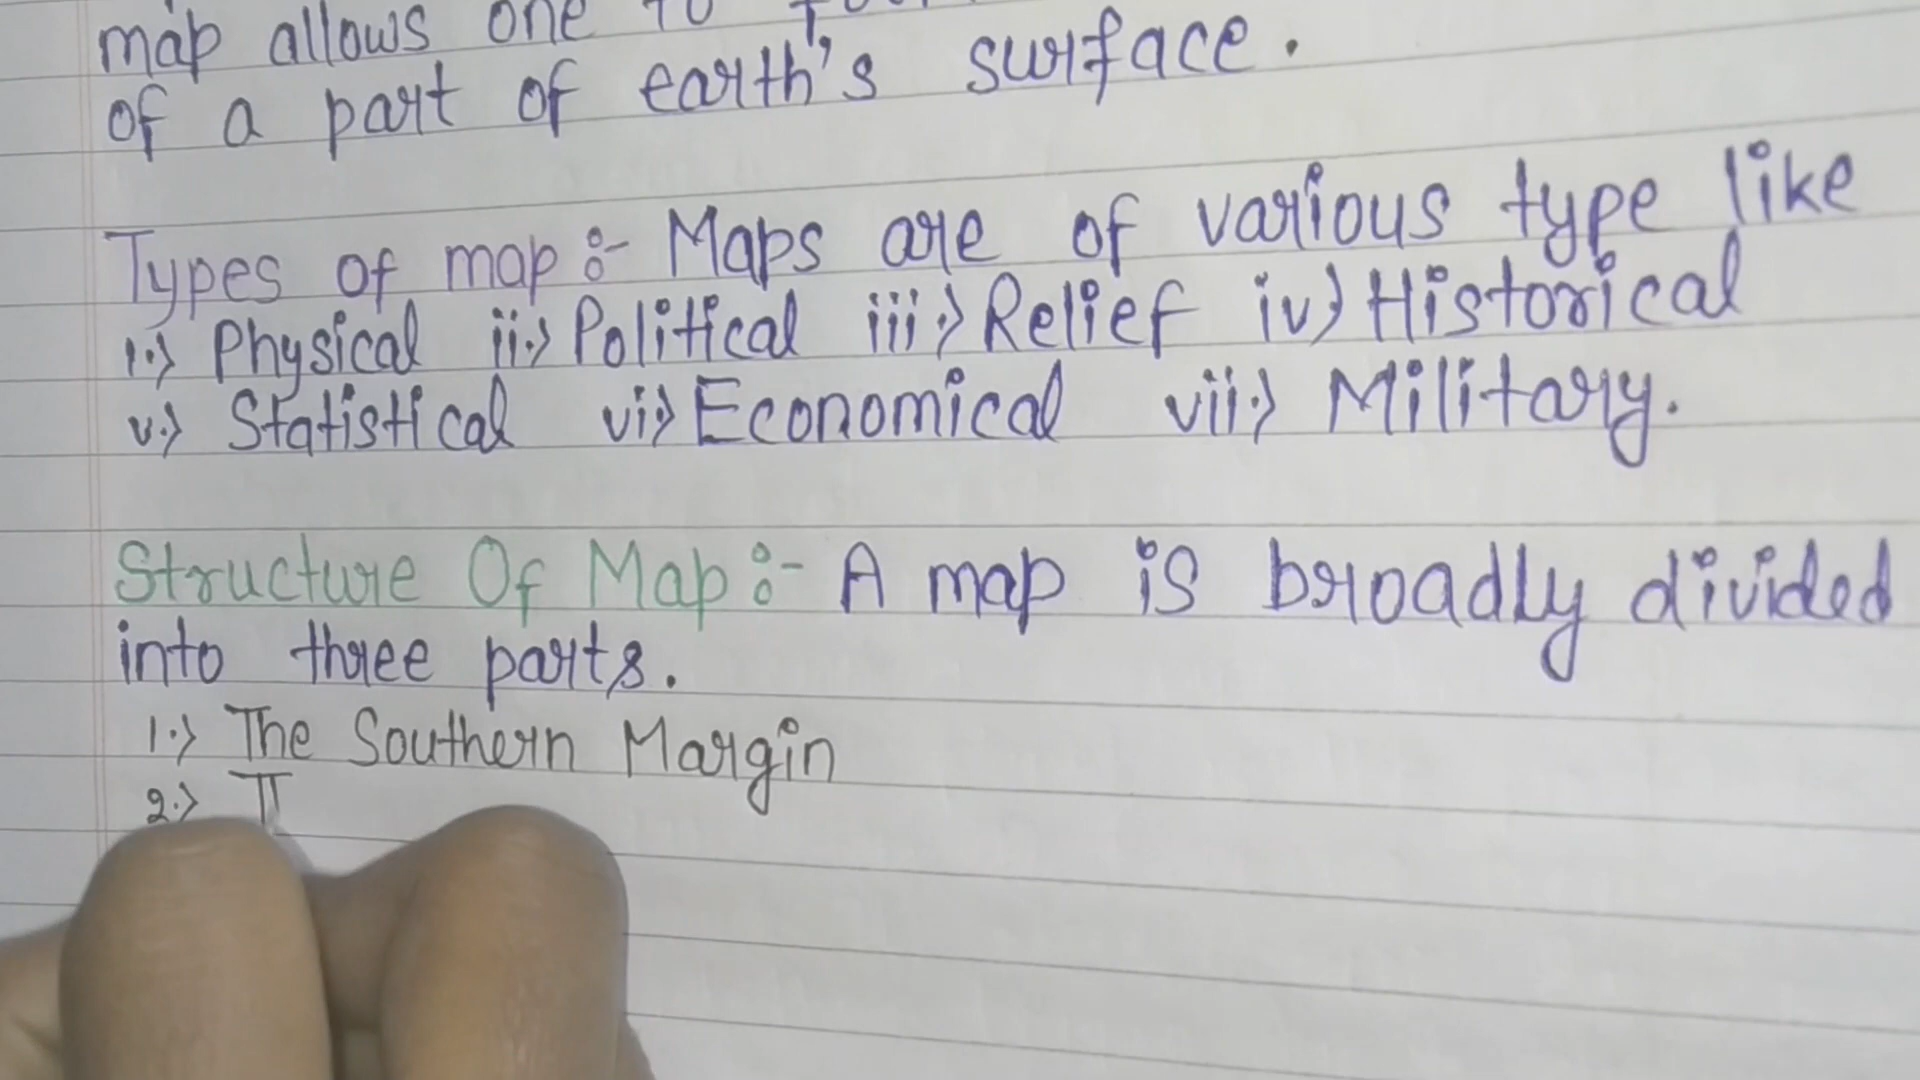 map allows one to
of a part of earth's surface.
Types of map :- Maps are of various type like
1.) Physical ii.) Political iii.) Relief iv) Historical
v.) Statistical vi.) Economical vii.) Military.
Structure Of Map :- A map is broadly divided
into three parts.
1.) The Southern Margin
2.) T